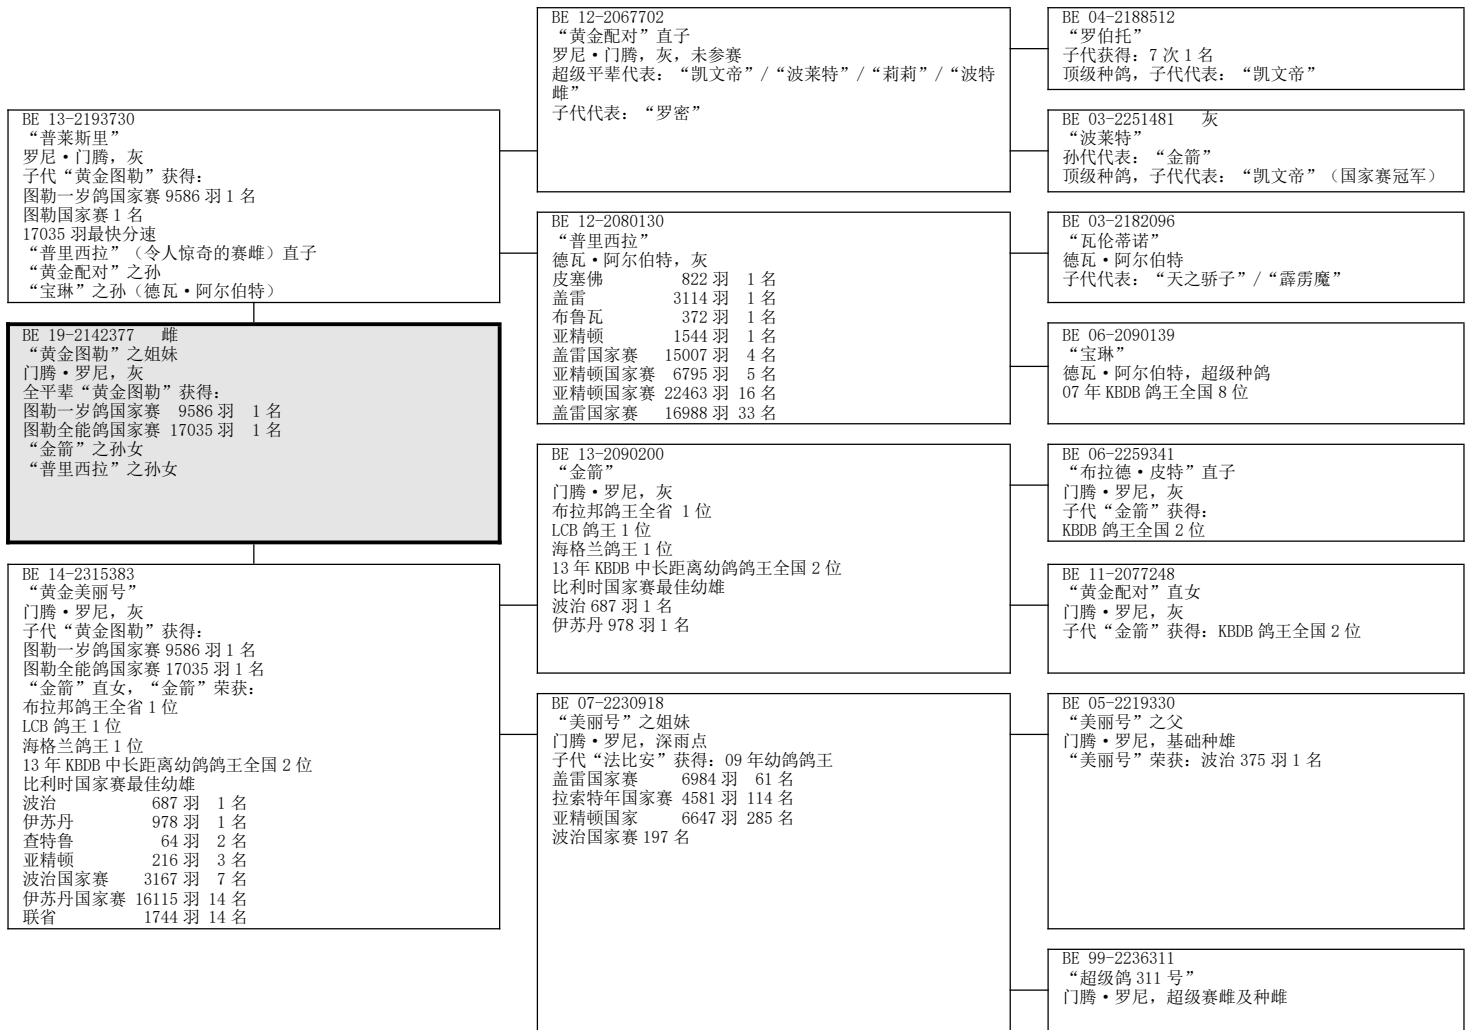 BE 13-2193730
“普莱斯里”
罗尼·门腾，灰
子代“黄金图勒”获得：
图勒一岁鸽国家赛 9586 羽 1 名
图勒国家赛 1 名
17035 羽最快分速
“普里西拉”（令人惊奇的赛雌）直子
“黄金配对”之孙
“宝琳”之孙（德瓦·阿尔伯特）
BE 19-2142377 雌
“黄金图勒”之姐妹
门腾·罗尼，灰
全平辈“黄金图勒”获得：
图勒一岁鸽国家赛 9586 羽 1 名
图勒全能鸽国家赛 17035 羽 1 名
“金箭”之孙女
“普里西拉”之孙女
BE 14-2315383
“黄金美丽号”
门腾·罗尼，灰
子代“黄金图勒”获得：
图勒一岁鸽国家赛 9586 羽 1 名
图勒全能鸽国家赛 17035 羽 1 名
“金箭”直女，“金箭”荣获：
布拉邦鸽王全省 1 位
LCB 鸽王 1 位
海格兰鸽王 1 位
13 年 KBDB 中长距离幼鸽鸽王全国 2 位
比利时国家赛最佳幼雄
波治 687 羽 1 名
伊苏丹 978 羽 1 名
查特鲁 64 羽 2 名
亚精顿 216 羽 3 名
波治国家赛 3167 羽 7 名
伊苏丹国家赛 16115 羽 14 名
联省 1744 羽 14 名
BE 12-2067702
“黄金配对”直子
罗尼·门腾，灰，未参赛
超级平辈代表：“凯文帝”/“波莱特”/“莉莉”/“波特
雌”
子代代表：“罗密”
BE 12-2080130
“普里西拉”
德瓦·阿尔伯特，灰
皮塞佛 822 羽 1 名
盖雷 3114 羽 1 名
布鲁瓦 372 羽 1 名
亚精顿 1544 羽 1 名
盖雷国家赛 15007 羽 4 名
亚精顿国家赛 6795 羽 5 名
亚精顿国家赛 22463 羽 16 名
盖雷国家赛 16988 羽 33 名
BE 13-2090200
“金箭”
门腾·罗尼，灰
布拉邦鸽王全省 1 位
LCB 鸽王 1 位
海格兰鸽王 1 位
13 年 KBDB 中长距离幼鸽鸽王全国 2 位
比利时国家赛最佳幼雄
波治 687 羽 1 名
伊苏丹 978 羽 1 名
BE 07-2230918
“美丽号”之姐妹
门腾·罗尼，深雨点
子代“法比安”获得：09 年幼鸽鸽王
盖雷国家赛 6984 羽 61 名
拉索特年国家赛 4581 羽 114 名
亚精顿国家 6647 羽 285 名
波治国家赛 197 名
BE 04-2188512
“罗伯托”
子代获得：7 次 1 名
顶级种鸽，子代代表：“凯文帝”
BE 03-2251481 灰
“波莱特”
孙代代表：“金箭”
顶级种鸽，子代代表：“凯文帝”（国家赛冠军）
BE 03-2182096
“瓦伦蒂诺”
德瓦·阿尔伯特
子代代表：“天之骄子”/“霹雳魔”
BE 06-2090139
“宝琳”
德瓦·阿尔伯特，超级种鸽
07 年 KBDB 鸽王全国 8 位
BE 06-2259341
“布拉德·皮特”直子
门腾·罗尼，灰
子代“金箭”获得：
KBDB 鸽王全国 2 位
BE 11-2077248
“黄金配对”直女
门腾·罗尼，灰
子代“金箭”获得：KBDB 鸽王全国 2 位
BE 05-2219330
“美丽号”之父
门腾·罗尼，基础种雄
“美丽号”荣获：波治 375 羽 1 名
BE 99-2236311
“超级鸽 311 号”
门腾·罗尼，超级赛雌及种雌